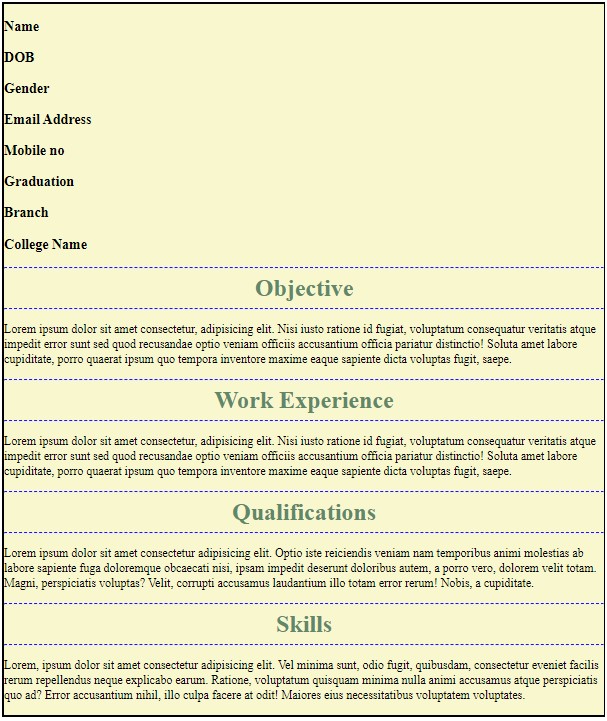 Name
DOB
Gender
Email Address
Mobile no
Graduation
Branch
College Name
Objective
Lorem ipsum dolor sit amet consectetur, adipisicing elit. Nisi iusto ratione id fugiat, voluptatum consequatur veritatis atque
impedit error sunt sed quod recusandae optio veniam officiis accusantium officia pariatur distinctio! Soluta amet labore
cupiditate, porro quaerat ipsum quo tempora inventore maxime eaque sapiente dicta voluptas fugit, saepe.
Work Experience
Lorem ipsum dolor sit amet consectetur, adipisicing elit. Nisi iusto ratione id fugiat, voluptatum consequatur veritatis atque
impedit error sunt sed quod recusandae optio veniam officiis accusantium officia pariatur distinctio! Soluta amet labore
cupiditate, porro quaerat ipsum quo tempora inventore maxime eaque sapiente dicta voluptas fugit, saepe.
Qualifications
Lorem ipsum dolor sit amet consectetur adipisicing elit. Optio iste reiciendis veniam nam temporibus animi molestias ab
labore sapiente fuga doloremque obcaecati nisi, ipsam impedit deserunt doloribus autem, a porro vero, dolorem velit totam.
Magni, perspiciatis voluptas? Velit, corrupti accusamus laudantium illo totam error rerum! Nobis, a cupiditate.
Skills
Lorem, ipsum dolor sit amet consectetur adipisicing elit. Vel minima sunt, odio fugit, quibusdam, consectetur eveniet facilis
rerum repellendus neque explicabo earum. Ratione, voluptatum quisquam minima nulla animi accusamus atque perspiciatis
quo ad? Error accusantium nihil, illo culpa facere at odit! Maiores eius necessitatibus voluptatem voluptates.